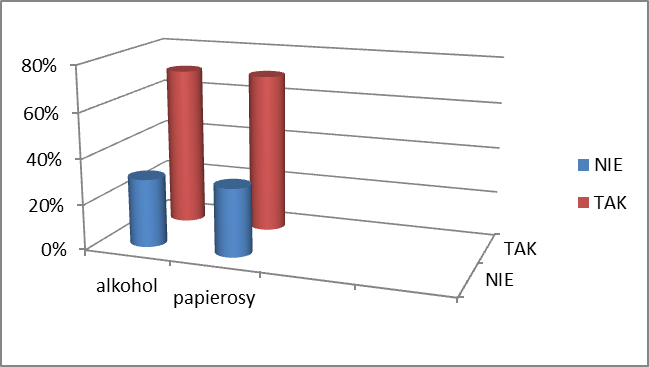 80%
60%
40%
20%
0%
alkohol
papierosy
TAK
NIE
NIE
TAK